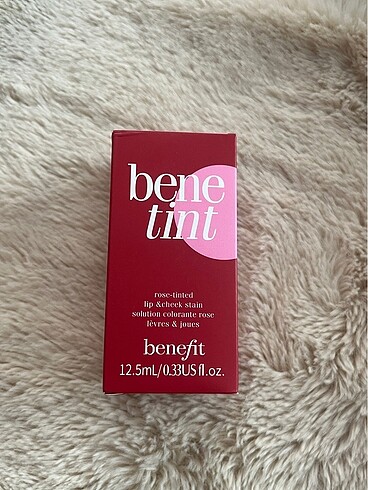 bene
tint
rose-tinted
lip &cheek stain
solution colorante rose
lèvres & joues
benefit
12.5mL/0.33US fl.oz.